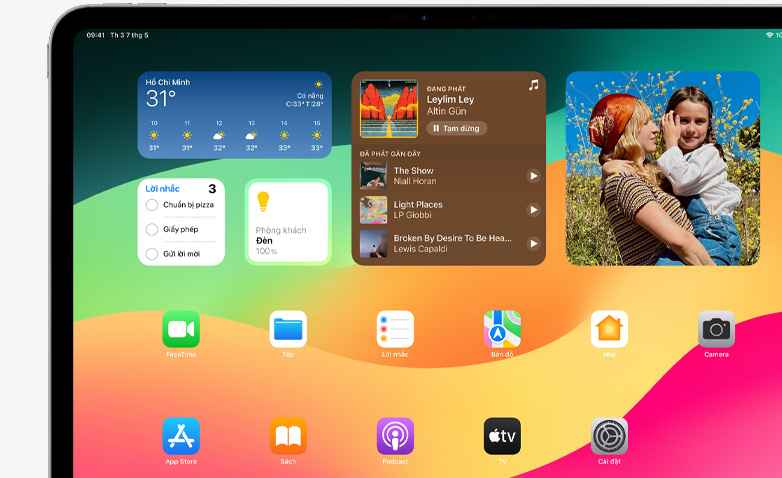 09:41 Th 3 7 thg 5
10
Hồ Chí Minh
31°
Có nắng
C:33° T:28°
10 11 12 13 14 15
31° 31° 32° 32° 33° 33°
ĐANG PHÁT
Leylim Ley
Altin Gün
Tạm dừng
ĐÃ PHÁT GẦN ĐÂY
The Show
Niall Horan
Light Places
LP Giobbi
Broken By Desire To Be Hea...
Lewis Capaldi
Lời nhắc 3
Chuẩn bị pizza
Giấy phép
Gửi lời mời
Phòng khách
Đèn
100%
FaceTime
Tệp
Lời nhắc
Bản đồ
Nhà
Camera
tv
App Store
Sách
Podcast
TV
Cài đặt